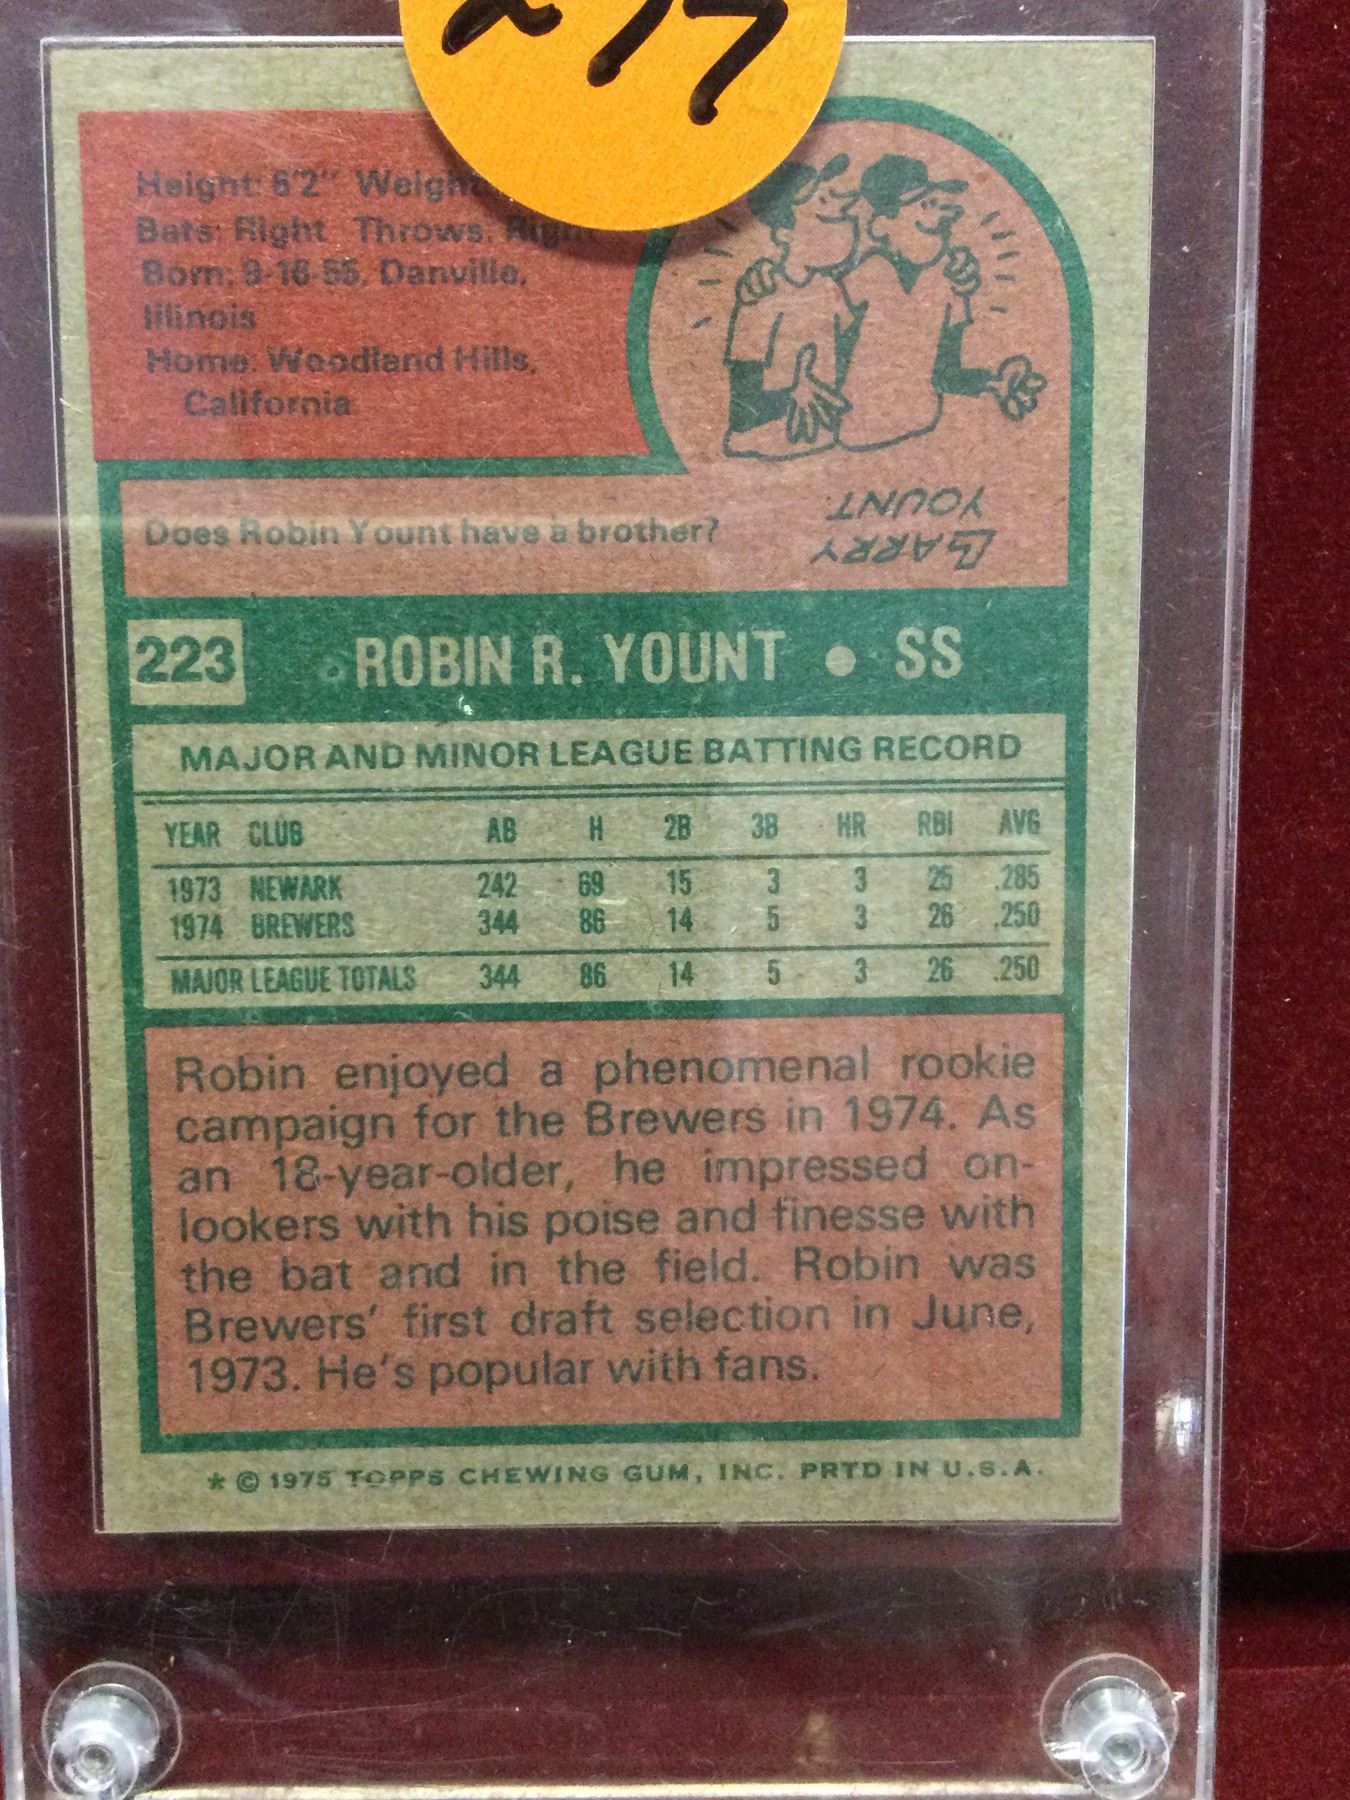 Height: 6'2" Weight:
Bats: Right Throws: Right
Born: 9-16-55, Danville,
Illinois
Home: Woodland Hills,
California
Does Robin Yount have a brother?
LARRY
YOUNT
223 ROBIN R. YOUNT • SS
MAJOR AND MINOR LEAGUE BATTING RECORD
YEAR CLUB AB H 2B 3B HR RBI AVG
1973 NEWARK 242 69 15 3 3 25 .285
1974 BREWERS 344 86 14 5 3 26 .250
MAJOR LEAGUE TOTALS 344 86 14 5 3 26 .250
Robin enjoyed a phenomenal rookie
campaign for the Brewers in 1974. As
an 18-year-older, he impressed on-
lookers with his poise and finesse with
the bat and in the field. Robin was
Brewers' first draft selection in June,
1973. He's popular with fans.
* © 1975 TOPPS CHEWING GUM, INC. PRTD IN U.S.A.